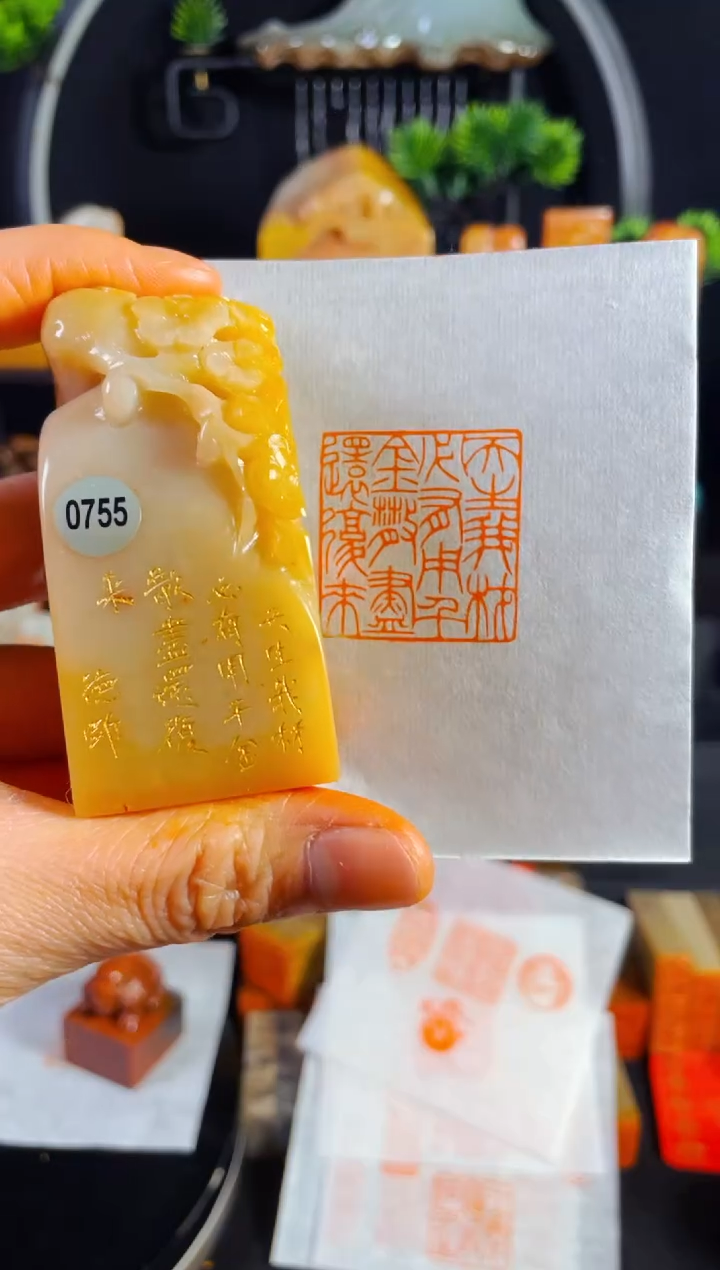 0755
天生我材
必有用千金
散盡還復
來
天生我材
必有用千
金散盡
還復來